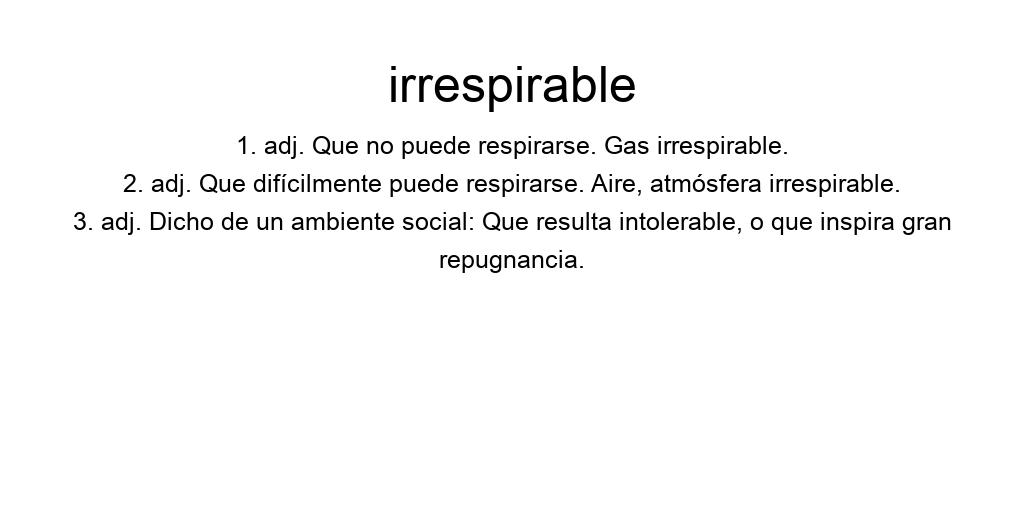 irrespirable
1. adj. Que no puede respirarse. Gas irrespirable.
2. adj. Que difícilmente puede respirarse. Aire, atmósfera irrespirable.
3. adj. Dicho de un ambiente social: Que resulta intolerable, o que inspira gran
repugnancia.